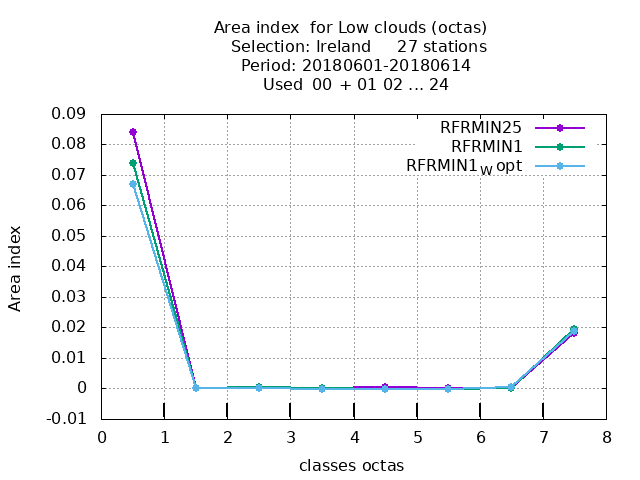 Area index  for Low clouds (octas)
Selection: Ireland     27 stations
Period: 20180601-20180614
Used  00 + 01 02 ... 24
RFRMIN25
RFRMIN1
RFRMIN1W opt
0.09
0.08
0.07
0.06
0.05
0.04
0.03
0.02
0.01
0
-0.01
Area index
0 1 2 3 4 5 6 7 8
classes octas